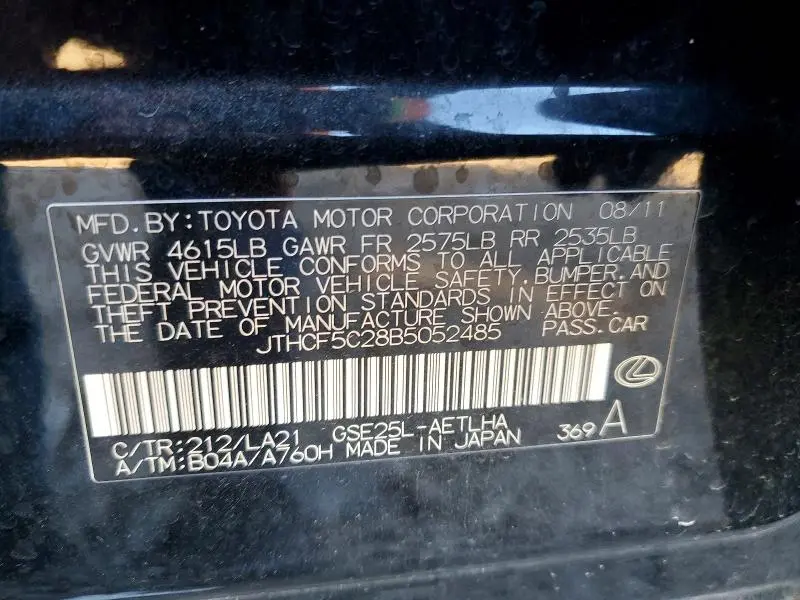 MFD. BY: TOYOTA MOTOR CORPORATION 08/11
GVWR 4615LB GAWR FR 2575LB RR 2535LB
THIS VEHICLE CONFORMS TO ALL APPLICABLE
FEDERAL MOTOR VEHICLE SAFETY, BUMPER, AND
THEFT PREVENTION STANDARDS IN EFFECT ON
THE DATE OF MANUFACTURE SHOWN ABOVE.
JTHCF5C28B5052485 PASS. CAR
C/TR: 212/LA21 GSE25L-AETLHA
A/TM: B04A/A760H MADE IN JAPAN 369 A